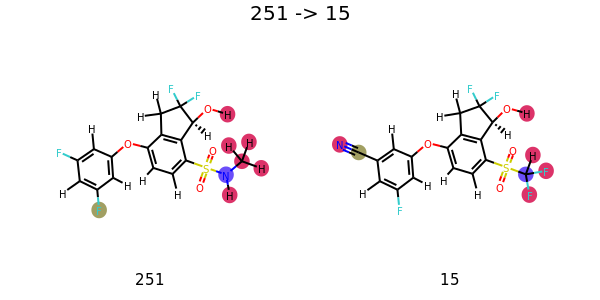 251 -> 15
H F F H O H H O H F H H H O S O N H H H H H
H F F H O H H O H N H H H F O S O H F F
251 15